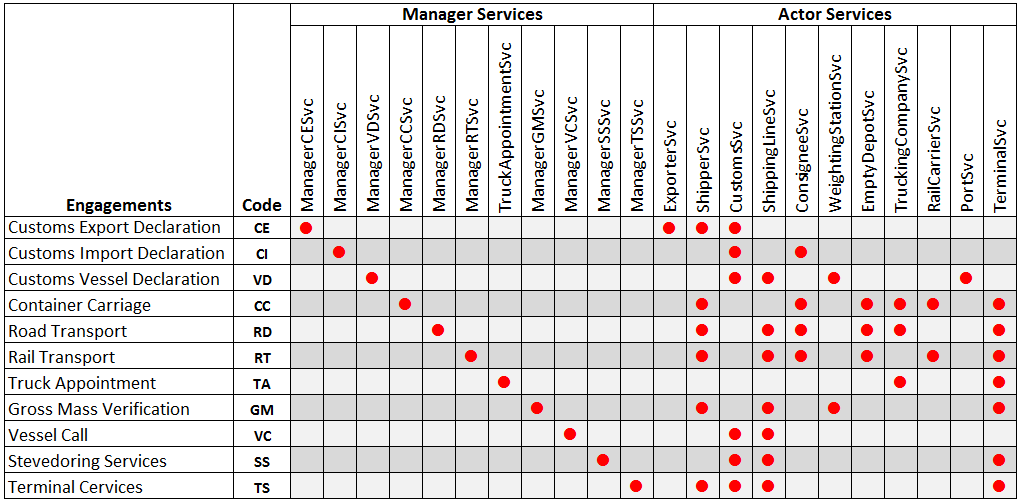 Manager Services
Actor Services
Engagements
Code
ManagerCESvc
ManagerCISvc
ManagerVDSvc
ManagerCCSvc
ManagerRDSvc
ManagerRTSvc
TruckAppointmentSvc
ManagerGMSvc
ManagerVCSvc
ManagerSSSvc
ManagerTSSvc
ExporterSvc
ShipperSvc
CustomsSvc
ShippingLineSvc
ConsigneeSvc
WeightingStationSvc
EmptyDepotSvc
TruckingCompanySvc
RailCarrierSvc
PortSvc
TerminalSvc
Customs Export Declaration CE
Customs Import Declaration CI
Customs Vessel Declaration VD
Container Carriage CC
Road Transport RD
Rail Transport RT
Truck Appointment TA
Gross Mass Verification GM
Vessel Call VC
Stevedoring Services SS
Terminal Cervices TS